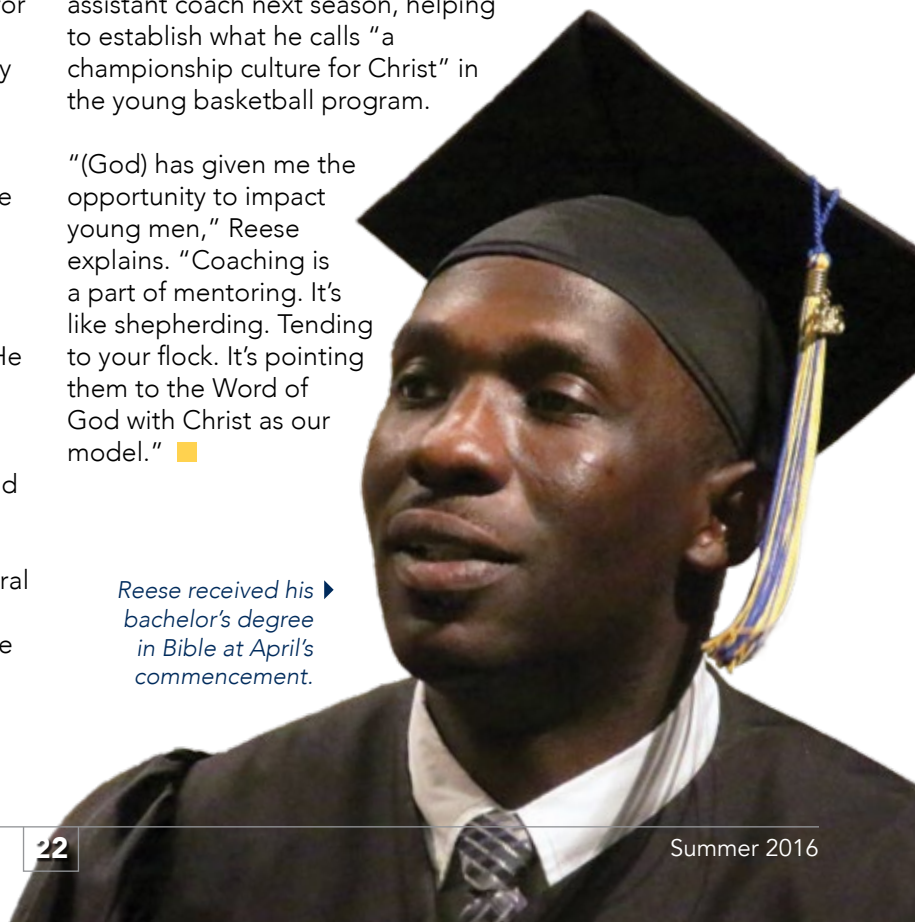 or
y
e
He
d
ral
e
assistant coach next season, helping
to establish what he calls “a
championship culture for Christ” in
the young basketball program.
“(God) has given me the
opportunity to impact
young men,” Reese
explains. “Coaching is
a part of mentoring. It’s
like shepherding. Tending
to your flock. It’s pointing
them to the Word of
God with Christ as our
model.”
Reese received his
bachelor’s degree
in Bible at April’s
commencement.
22
Summer 2016